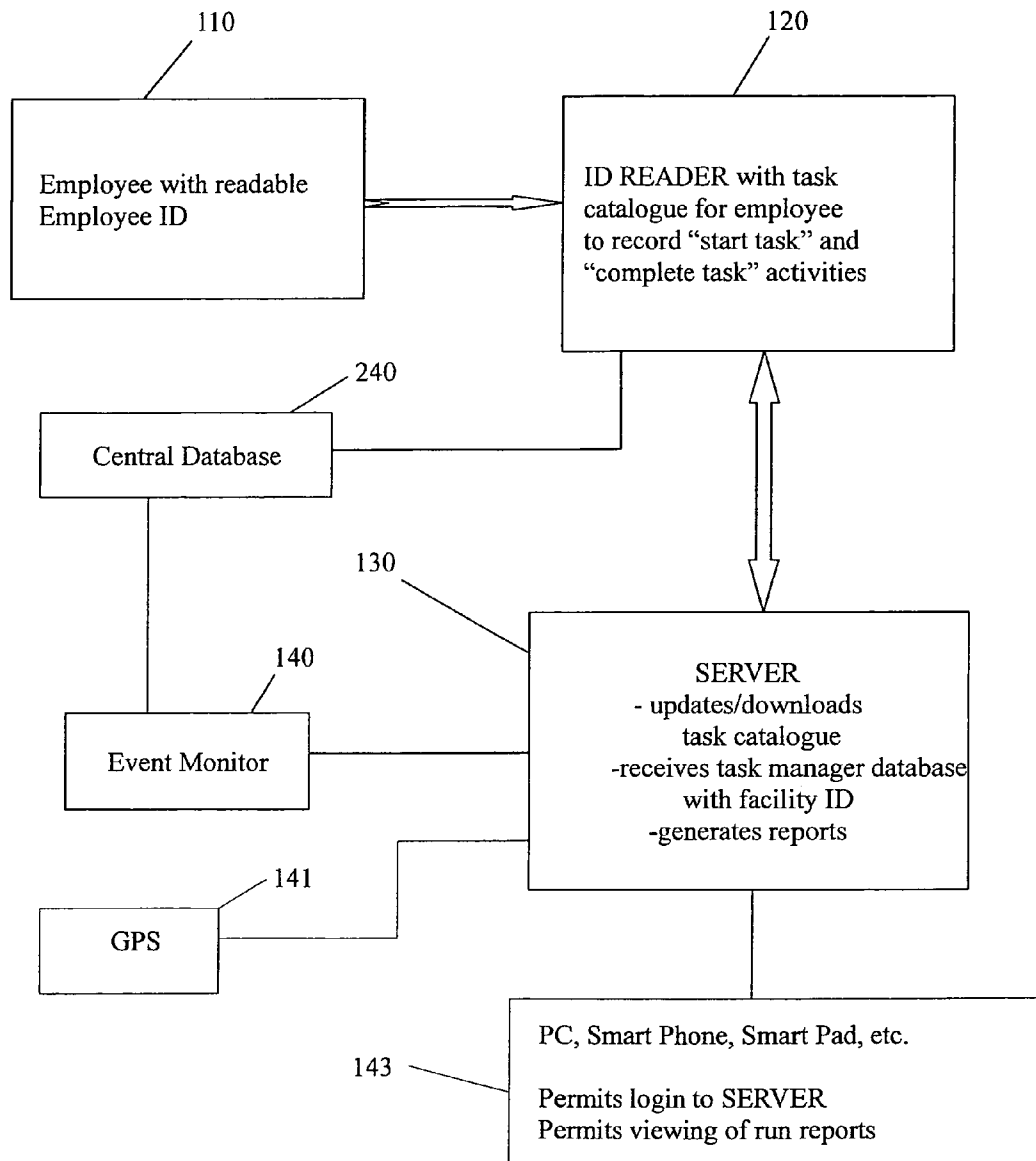 110
120
Employee with readable
Employee ID
ID READER with task
catalogue for employee
to record “start task” and
“complete task” activities
240
Central Database
130
140
Event Monitor
SERVER
- updates/downloads
task catalogue
-receives task manager database
with facility ID
-generates reports
141
GPS
143
PC, Smart Phone, Smart Pad, etc.
Permits login to SERVER
Permits viewing of run reports